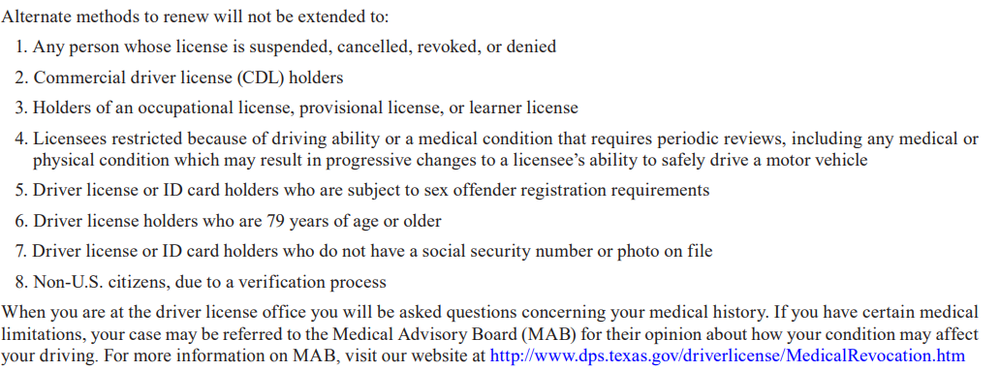 Alternate methods to renew will not be extended to:
1. Any person whose license is suspended, cancelled, revoked, or denied
2. Commercial driver license (CDL) holders
3. Holders of an occupational license, provisional license, or learner license
4. Licensees restricted because of driving ability or a medical condition that requires periodic reviews, including any medical or
physical condition which may result in progressive changes to a licensee’s ability to safely drive a motor vehicle
5. Driver license or ID card holders who are subject to sex offender registration requirements
6. Driver license holders who are 79 years of age or older
7. Driver license or ID card holders who do not have a social security number or photo on file
8. Non-U.S. citizens, due to a verification process
When you are at the driver license office you will be asked questions concerning your medical history. If you have certain medical
limitations, your case may be referred to the Medical Advisory Board (MAB) for their opinion about how your condition may affect
your driving. For more information on MAB, visit our website at http://www.dps.texas.gov/driverlicense/MedicalRevocation.htm